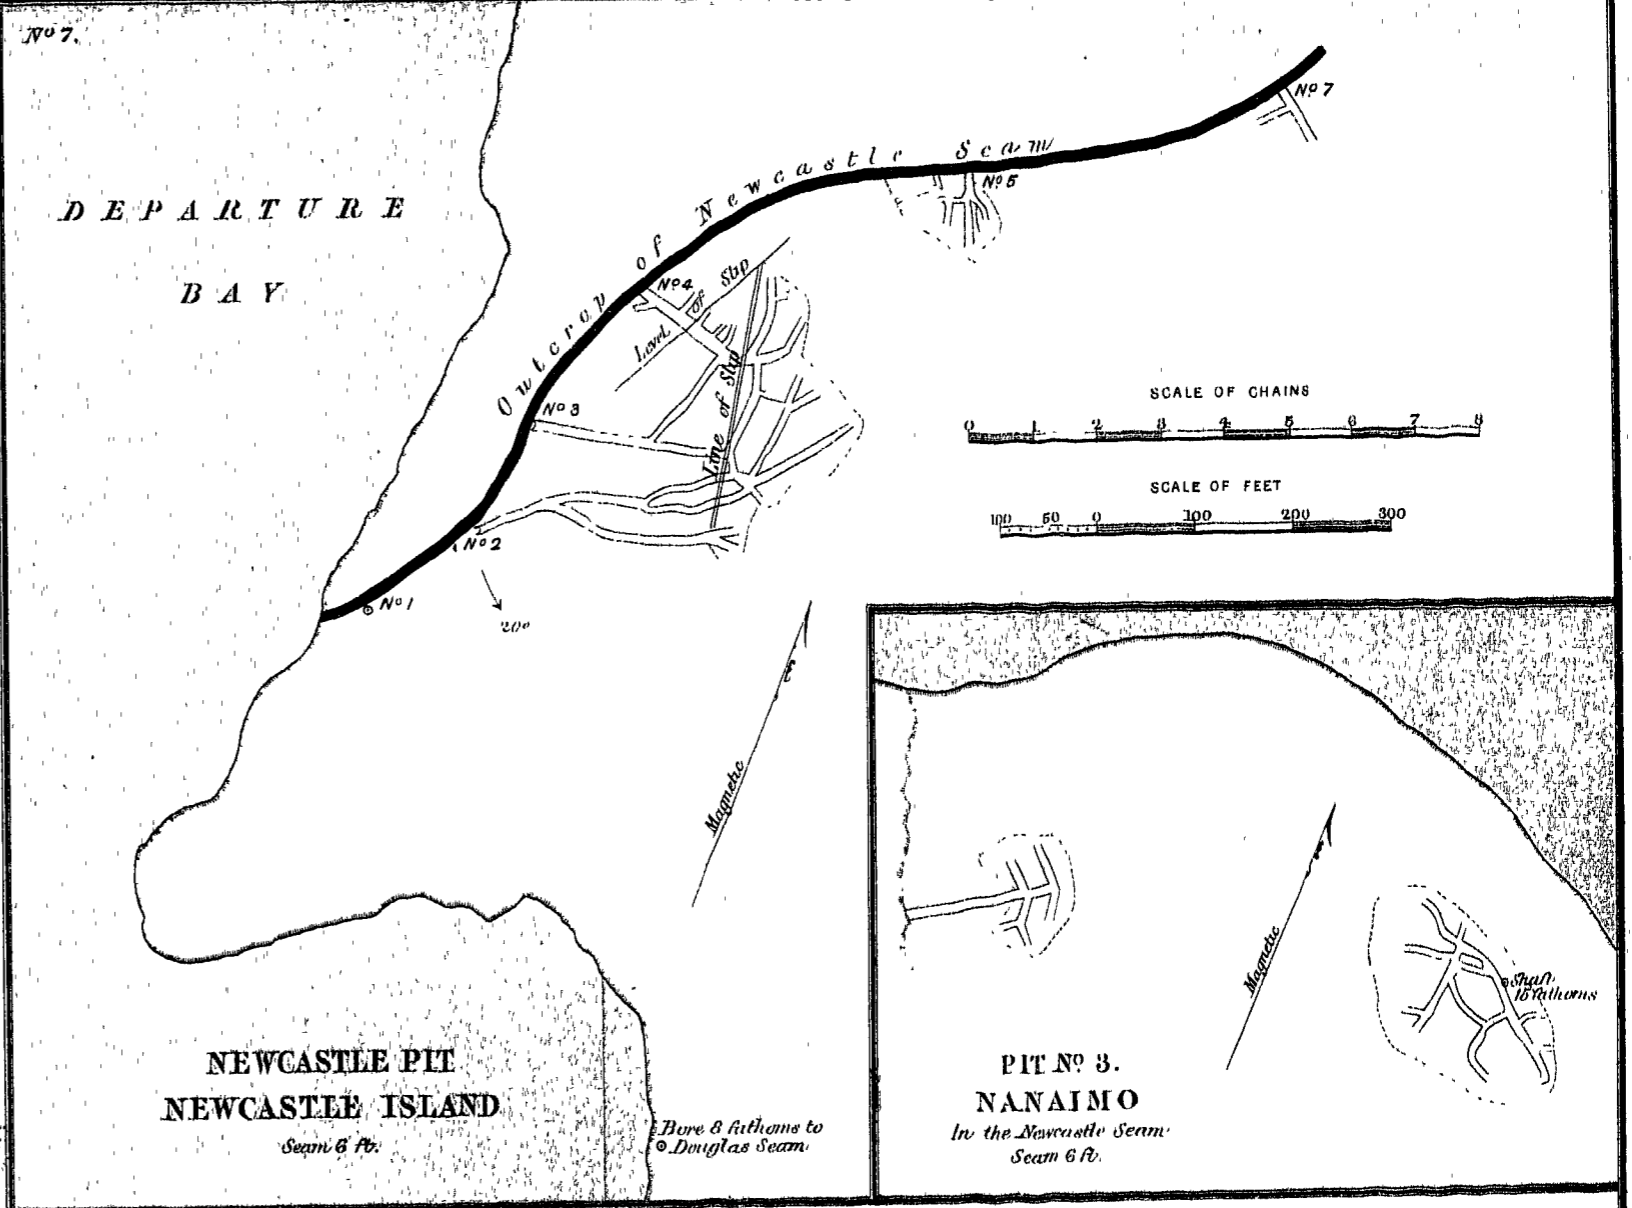 Nº 7.
DEPARTURE
BAY
Outcrop of Newcastle Seam
Nº 7
Nº 5
Nº 4
Level of Slip
Line of Slip
Nº 3
Nº 2
Nº 1
20º
SCALE OF CHAINS
0 1 2 3 4 5 6 7 8
SCALE OF FEET
100 50 0 100 200 300
Magnetic
NEWCASTLE PIT
NEWCASTLE ISLAND
Seam 6 ft.
Bore 8 fathoms to
Douglas Seam
Magnetic
Shaft
15 fathoms
PIT Nº 3.
NANAIMO
In the Newcastle Seam
Seam 6 ft.